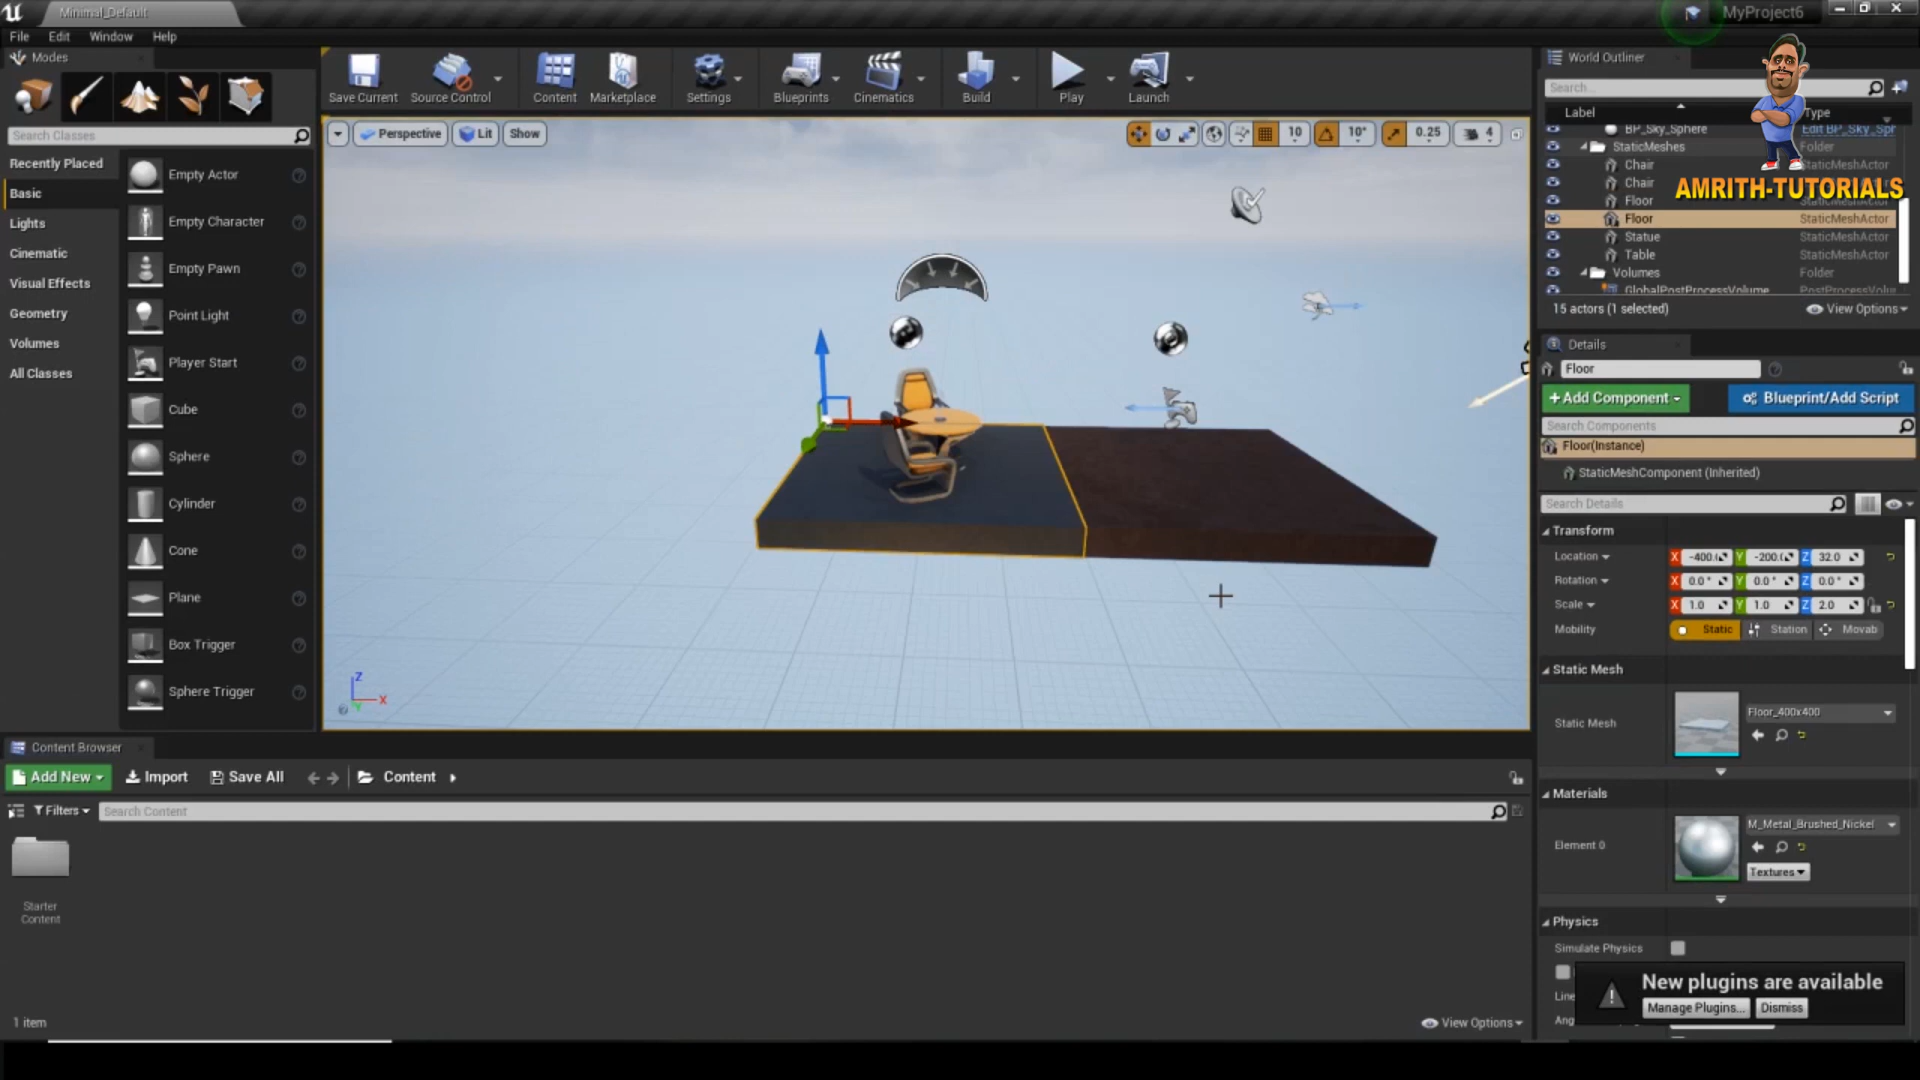 Minimal_Default
MyProject6
File Edit Window Help
Modes
Search Classes
Recently Placed
Basic
Lights
Cinematic
Visual Effects
Geometry
Volumes
All Classes
Empty Actor
Empty Character
Empty Pawn
Point Light
Player Start
Cube
Sphere
Cylinder
Cone
Plane
Box Trigger
Sphere Trigger
Save Current
Source Control
Content
Marketplace
Settings
Blueprints
Cinematics
Build
Play
Launch
Perspective
Lit
Show
10
10°
0.25
4
Z
X
Y
World Outliner
Search...
Label Type
BP_Sky_Sphere Edit BP_Sky_Sph
StaticMeshes Folder
Chair StaticMeshActor
Chair StaticMeshActor
Floor StaticMeshActor
Floor StaticMeshActor
Statue StaticMeshActor
Table StaticMeshActor
Volumes Folder
GlobalPostProcessVolume PostProcessVolu
15 actors (1 selected)
View Options
AMRITH-TUTORIALS
Details
Floor
+Add Component
Blueprint/Add Script
Search Components
Floor(Instance)
StaticMeshComponent (Inherited)
Search Details
Transform
Location X -400.0 Y -200.0 Z 32.0
Rotation X 0.0° Y 0.0° Z 0.0°
Scale X 1.0 Y 1.0 Z 2.0
Mobility Static Station Movab
Static Mesh
Static Mesh
Floor_400x400
Materials
Element 0
M_Metal_Brushed_Nickel
Textures
Physics
Simulate Physics
Line
Ang
New plugins are available
Manage Plugins...
Dismiss
Content Browser
Add New
Import
Save All
Content
Filters
Search Content
Starter
Content
1 item
View Options